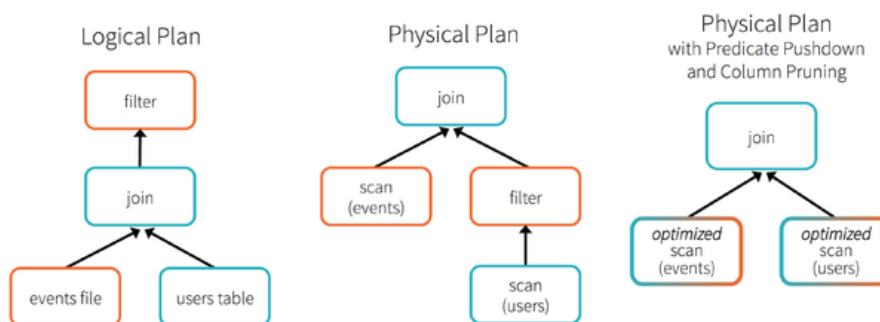 Logical Plan
filter
join
events file
users table
Physical Plan
join
scan
(events)
filter
scan
(users)
Physical Plan
with Predicate Pushdown
and Column Pruning
join
optimized
scan
(events)
optimized
scan
(users)